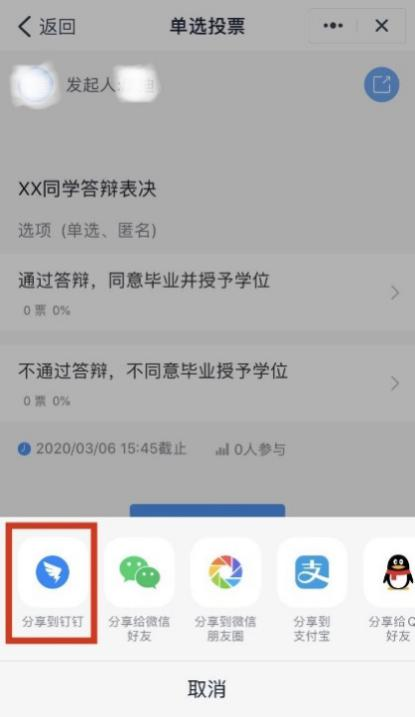 返回
单选投票
发起人:
XX同学答辩表决
选项 (单选、匿名)
通过答辩，同意毕业并授予学位
0 票 0%
不通过答辩，不同意毕业授予学位
0 票 0%
2020/03/06 15:45截止 0人参与
分享到钉钉
分享给微信
好友
分享到微信
朋友圈
分享到
支付宝
分享给Q
好友
取消